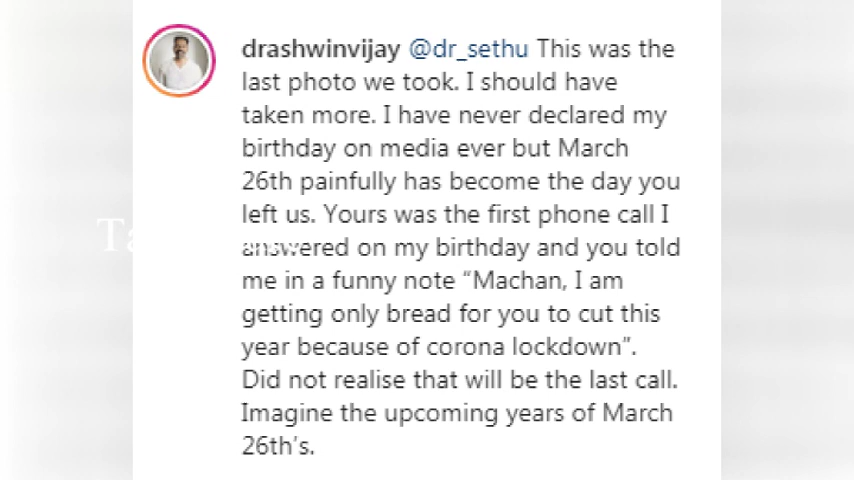 drashwinvijay @dr_sethu This was the
last photo we took. I should have
taken more. I have never declared my
birthday on media ever but March
26th painfully has become the day you
left us. Yours was the first phone call I
answered on my birthday and you told
me in a funny note “Machan, I am
getting only bread for you to cut this
year because of corona lockdown”.
Did not realise that will be the last call.
Imagine the upcoming years of March
26th's.